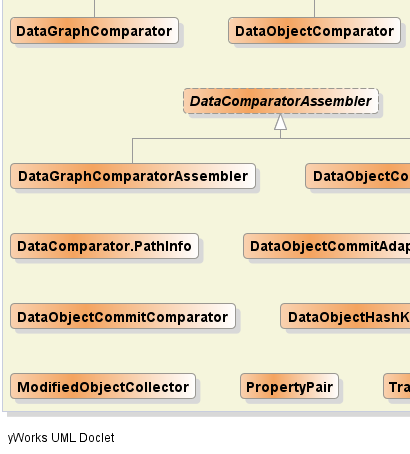 DataGraphComparator
DataObjectComparator
DataComparatorAssembler
DataGraphComparatorAssembler
DataObjectCo
DataComparator.PathInfo
DataObjectCommitAdap
DataObjectCommitComparator
DataObjectHashK
ModifiedObjectCollector
PropertyPair
Tra
yWorks UML Doclet